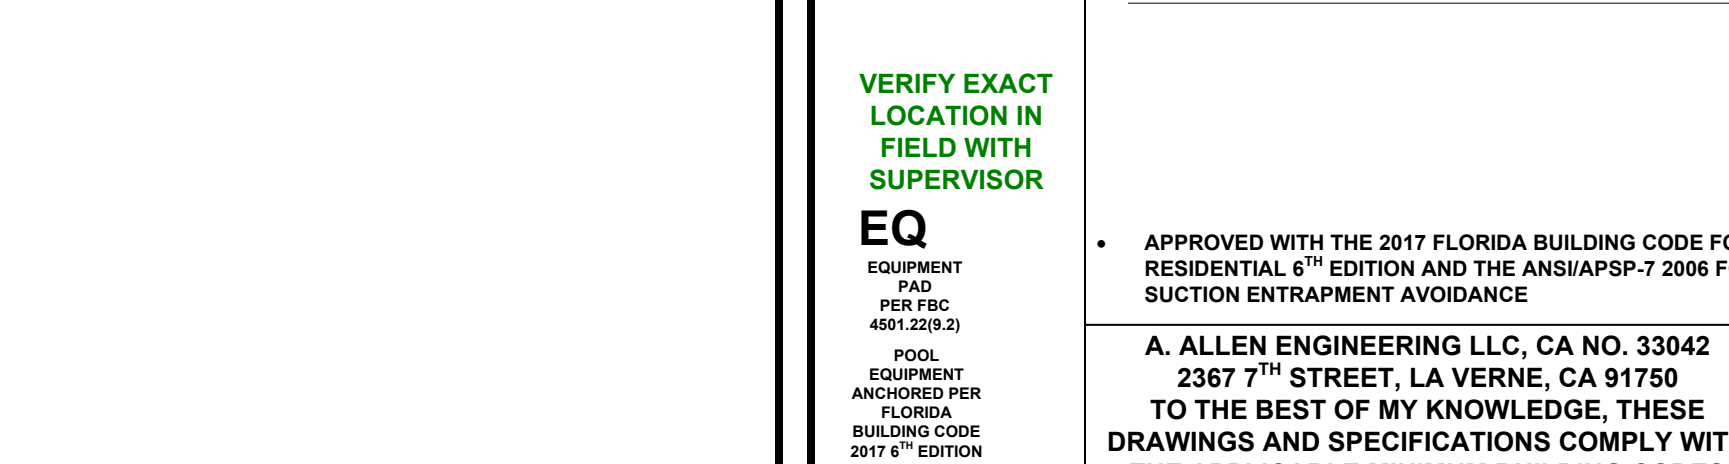 VERIFY EXACT
LOCATION IN
FIELD WITH
SUPERVISOR
EQ
EQUIPMENT
PAD
PER FBC
4501.22(9.2)
POOL
EQUIPMENT
ANCHORED PER
FLORIDA
BUILDING CODE
2017 6TH EDITION
• APPROVED WITH THE 2017 FLORIDA BUILDING CODE
RESIDENTIAL 6TH EDITION AND THE ANSI/APSP-7 2006
SUCTION ENTRAPMENT AVOIDANCE
A. ALLEN ENGINEERING LLC, CA NO. 33042
2367 7TH STREET, LA VERNE, CA 91750
TO THE BEST OF MY KNOWLEDGE, THESE
DRAWINGS AND SPECIFICATIONS COMPLY